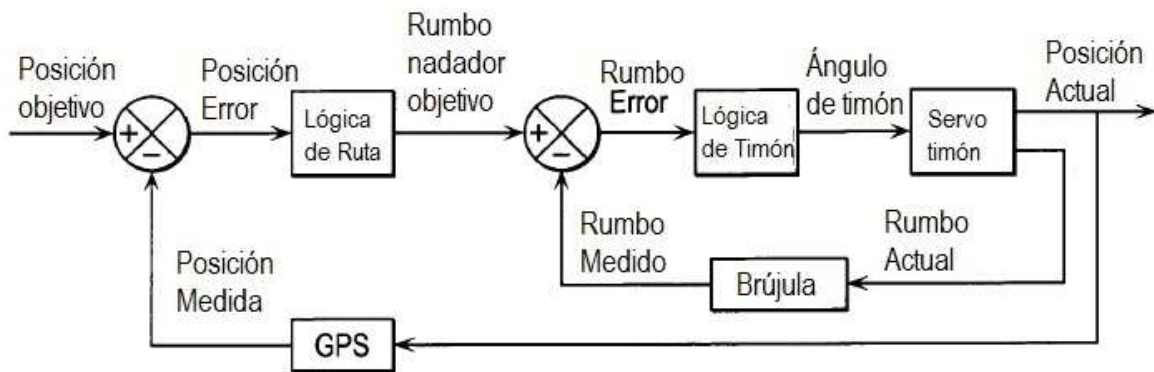 Posición
objetivo
+
−
Posición
Error
Lógica
de Ruta
Rumbo
nadador
objetivo
+
−
Rumbo
Error
Lógica
de Timón
Ángulo
de timón
Servo
timón
Posición
Actual
Rumbo
Medido
Brújula
Rumbo
Actual
Posición
Medida
GPS